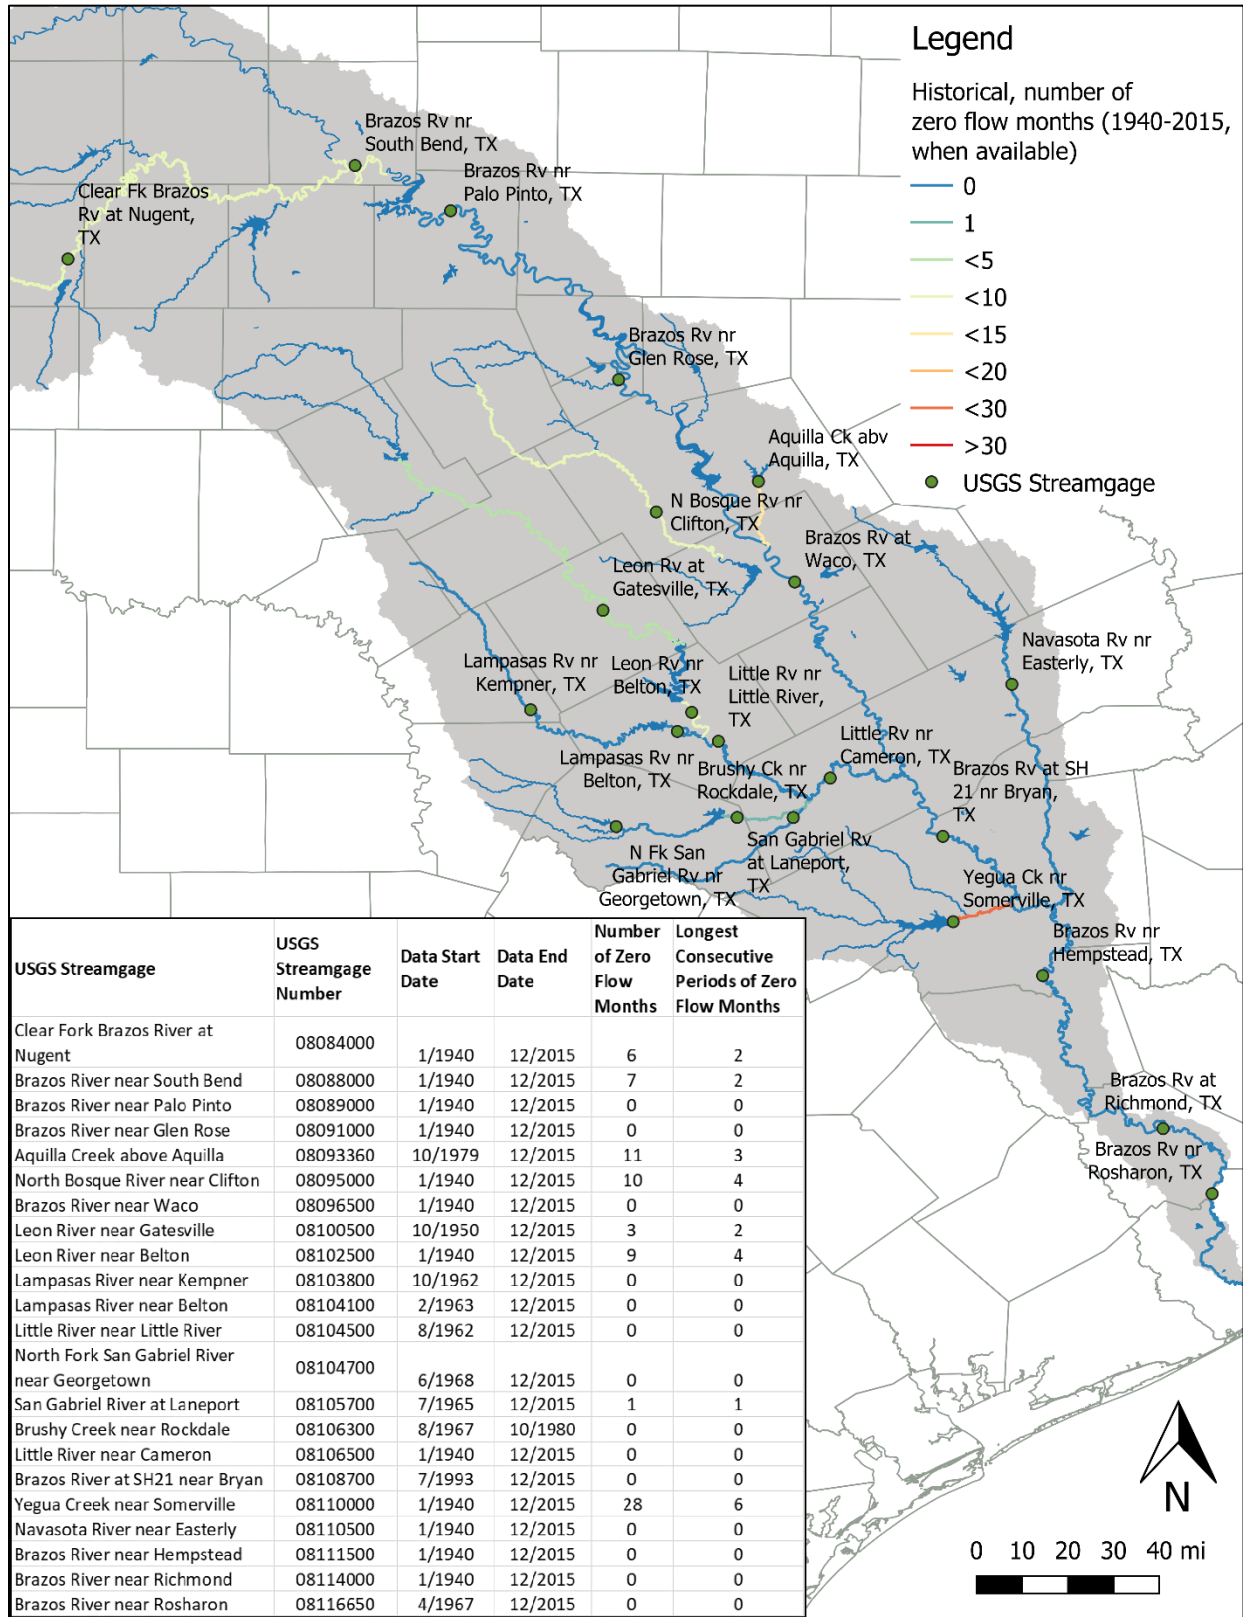 Legend
Historical, number of
zero flow months (1940-2015,
when available)
0
1
<5
<10
<15
<20
<30
>30
USGS Streamgage
Brazos Rv nr
South Bend, TX
Brazos Rv nr
Palo Pinto, TX
Clear Fk Brazos
Rv at Nugent,
TX
Brazos Rv nr
Glen Rose, TX
Aquilla Ck abv
Aquilla, TX
N Bosque Rv nr
Clifton, TX
Brazos Rv at
Waco, TX
Leon Rv at
Gatesville, TX
Navasota Rv nr
Easterly, TX
Lampasas Rv nr
Kempner, TX
Leon Rv nr
Belton, TX
Little Rv nr
Little River,
TX
Lampasas Rv nr
Belton, TX
Brushy Ck nr
Rockdale, TX
Little Rv nr
Cameron, TX
Brazos Rv at SH
21 nr Bryan,
TX
N Fk San
Gabriel Rv nr
Georgetown, TX
San Gabriel Rv
at Laneport,
TX
Yegua Ck nr
Somerville, TX
Brazos Rv nr
Hempstead, TX
Brazos Rv at
Richmond, TX
Brazos Rv nr
Rosharon, TX
USGS Streamgage
USGS
Streamgage
Number
Data Start
Date
Data End
Date
Number
of Zero
Flow
Months
Longest
Consecutive
Periods of Zero
Flow Months
Clear Fork Brazos River at
Nugent 08084000 1/1940 12/2015 6 2
Brazos River near South Bend 08088000 1/1940 12/2015 7 2
Brazos River near Palo Pinto 08089000 1/1940 12/2015 0 0
Brazos River near Glen Rose 08091000 1/1940 12/2015 0 0
Aquilla Creek above Aquilla 08093360 10/1979 12/2015 11 3
North Bosque River near Clifton 08095000 1/1940 12/2015 10 4
Brazos River near Waco 08096500 1/1940 12/2015 0 0
Leon River near Gatesville 08100500 10/1950 12/2015 3 2
Leon River near Belton 08102500 1/1940 12/2015 9 4
Lampasas River near Kempner 08103800 10/1962 12/2015 0 0
Lampasas River near Belton 08104100 2/1963 12/2015 0 0
Little River near Little River 08104500 8/1962 12/2015 0 0
North Fork San Gabriel River
near Georgetown 08104700 6/1968 12/2015 0 0
San Gabriel River at Laneport 08105700 7/1965 12/2015 1 1
Brushy Creek near Rockdale 08106300 8/1967 10/1980 0 0
Little River near Cameron 08106500 1/1940 12/2015 0 0
Brazos River at SH21 near Bryan 08108700 7/1993 12/2015 0 0
Yegua Creek near Somerville 08110000 1/1940 12/2015 28 6
Navasota River near Easterly 08110500 1/1940 12/2015 0 0
Brazos River near Hempstead 08111500 1/1940 12/2015 0 0
Brazos River near Richmond 08114000 1/1940 12/2015 0 0
Brazos River near Rosharon 08116650 4/1967 12/2015 0 0
N
0 10 20 30 40 mi